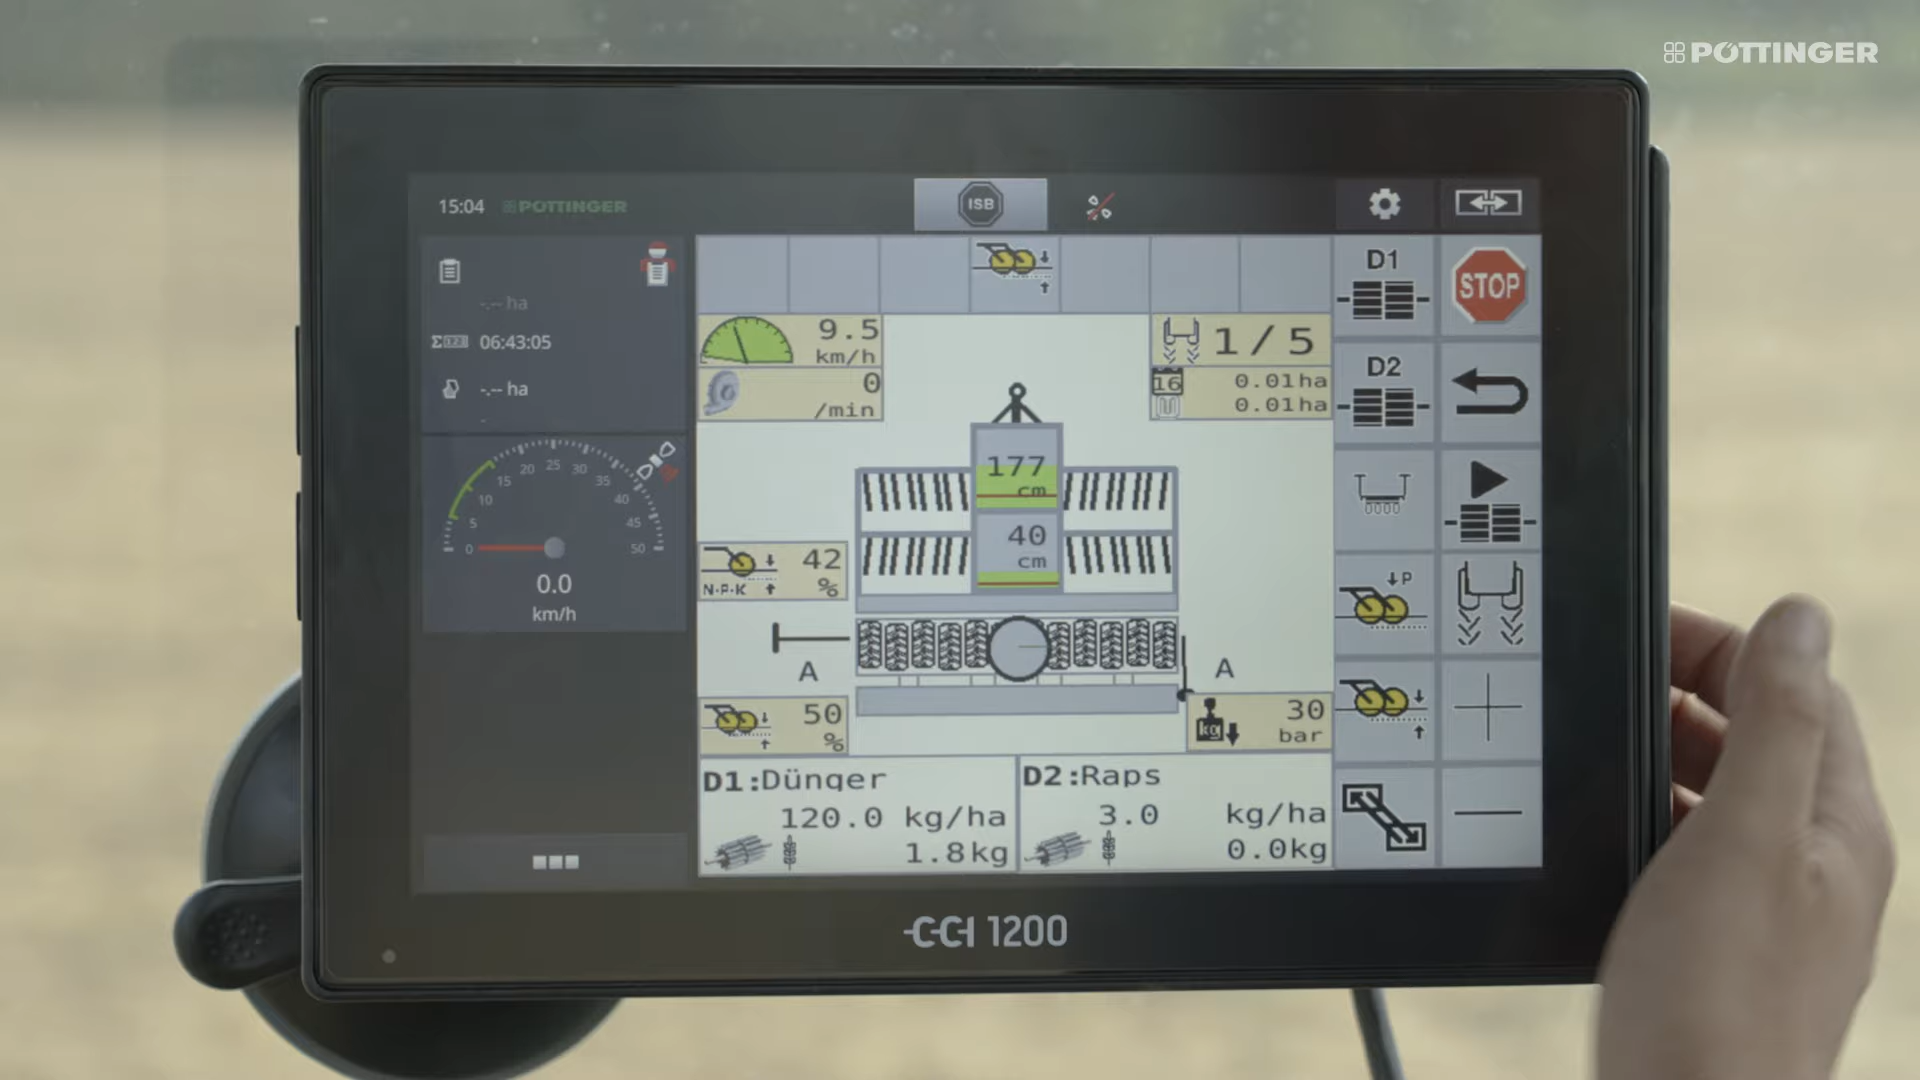 PÖTTINGER
15:04
PÖTTINGER
ISB
-.-- ha
06:43:05
-.-- ha
0
5
10
15
20
25
30
35
40
45
50
0.0
km/h
9.5
km/h
0
/min
1/5
16
0.01ha
0.01ha
177
cm
40
cm
42
%
N-P-K
A
A
50
%
kg
30
bar
D1:Dünger
120.0 kg/ha
1.8kg
D2:Raps
3.0 kg/ha
0.0kg
D1
STOP
D2
P
CCI 1200